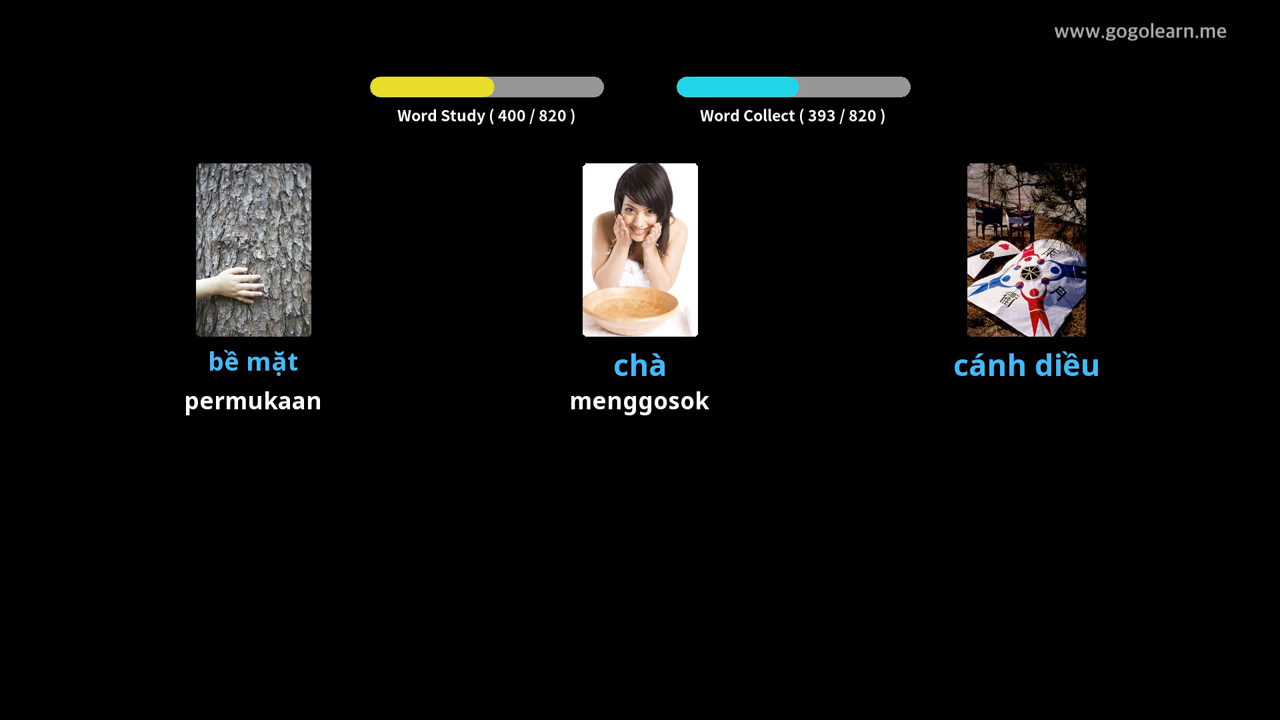 www.gogolearn.me
Word Study ( 400 / 820 )
Word Collect ( 393 / 820 )
bề mặt
permukaan
chà
menggosok
cánh diều